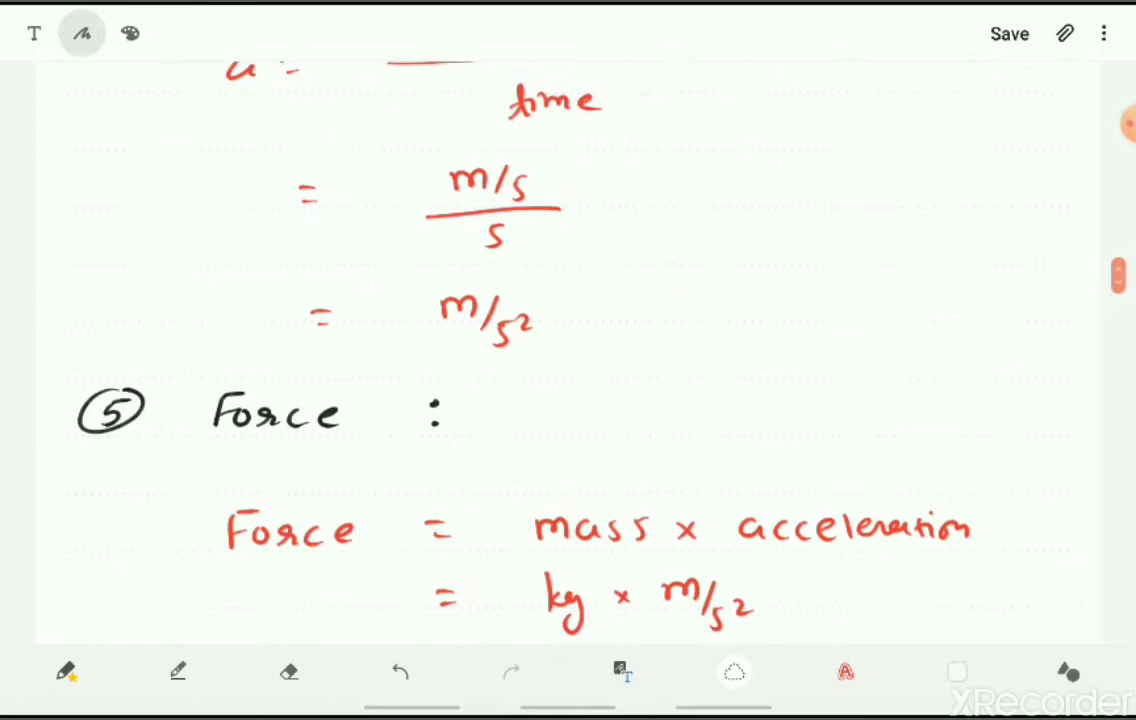 T
Save
a =
time
= m/s
s
= m/s²
⑤ Force :
Force = mass × acceleration
= kg × m/s²
T
A
XRecorder